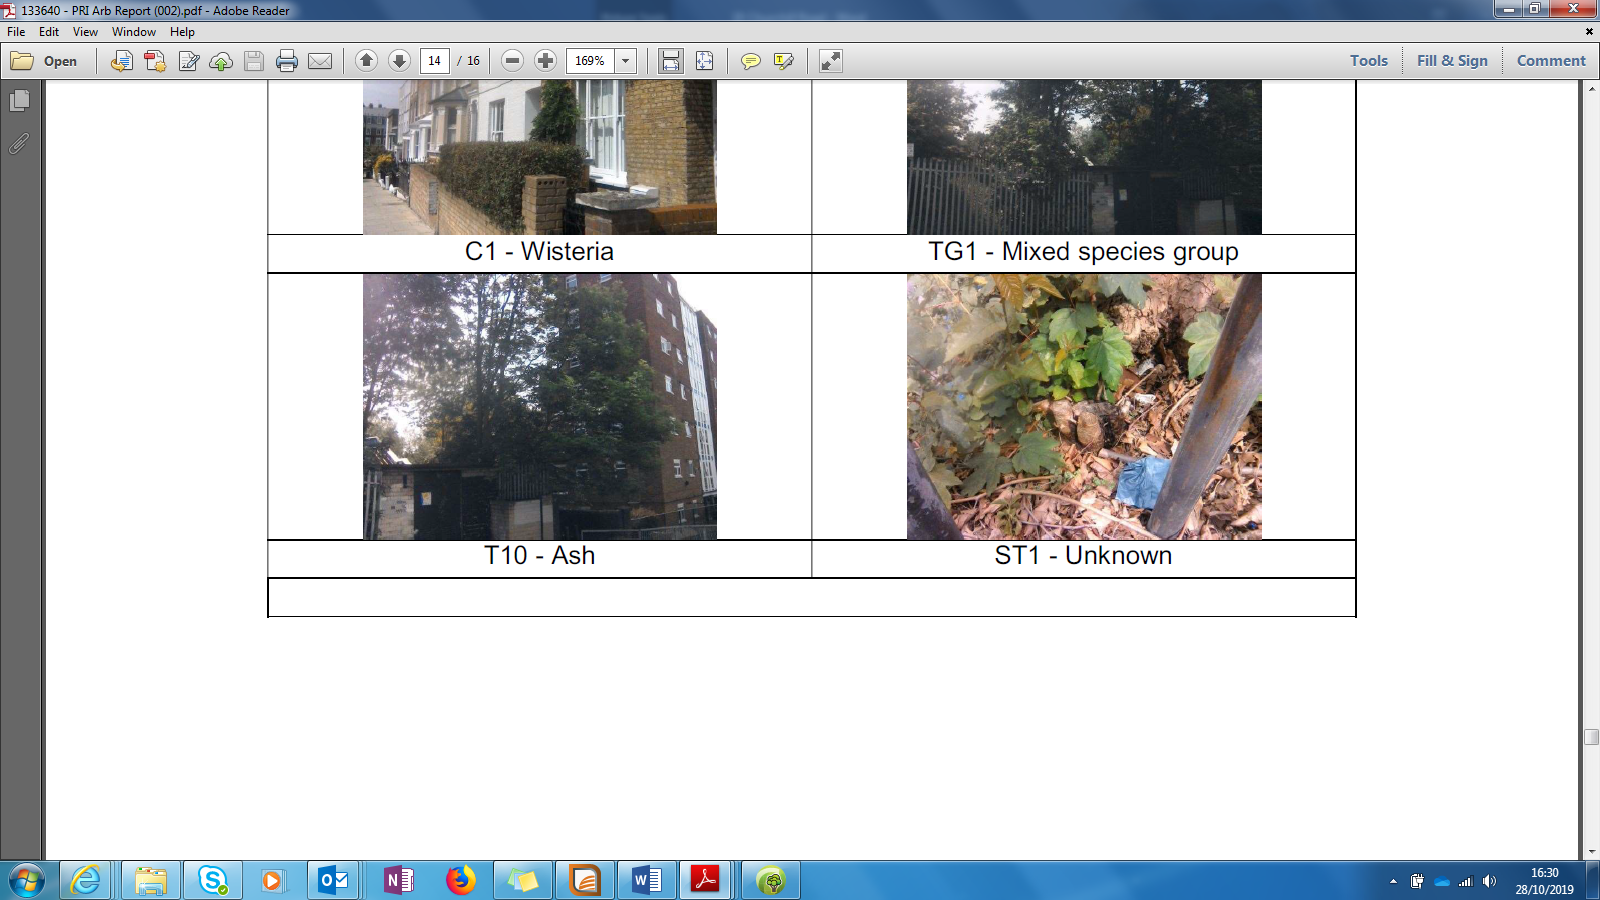 133640 - PRI Arb Report (002).pdf - Adobe Reader
File Edit View Window Help
Open 14 / 16 169% Tools Fill & Sign Comment
C1 - Wisteria
TG1 - Mixed species group
T10 - Ash
ST1 - Unknown
16:30
28/10/2019